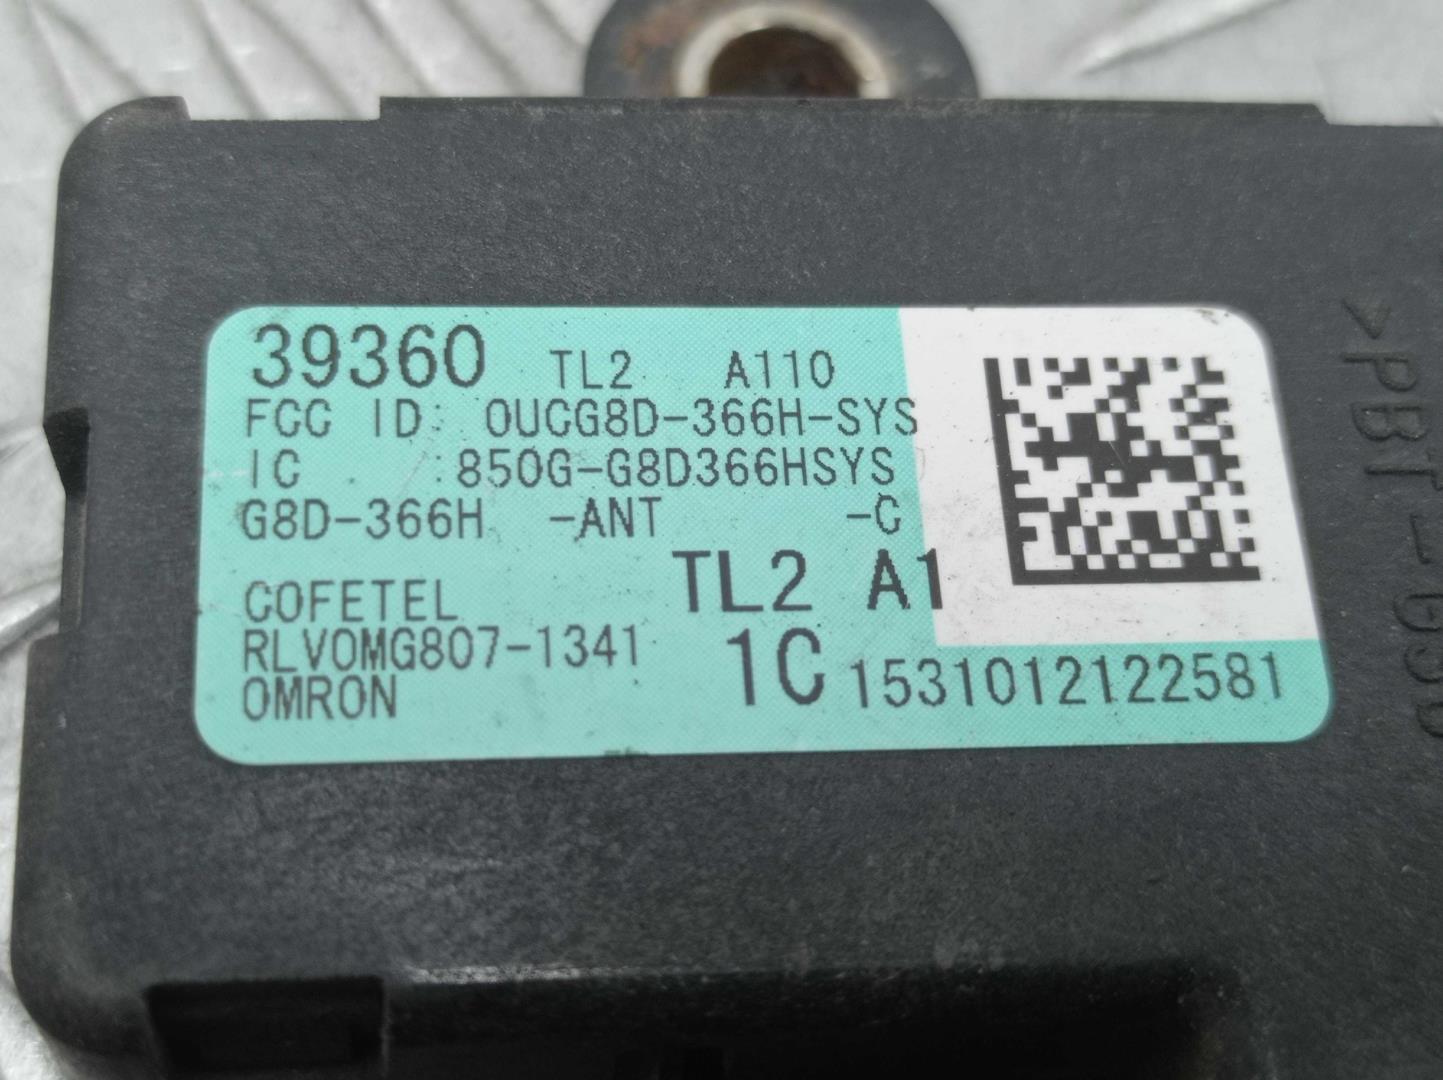 39360 TL2 A110
FCC ID: OUCG8D-366H-SYS
IC :850G-G8D366HSYS
G8D-366H -ANT -C
TL2 A1
COFETEL
RLVOMG807-1341
1C 1531012122581
OMRON
>PBT-G30